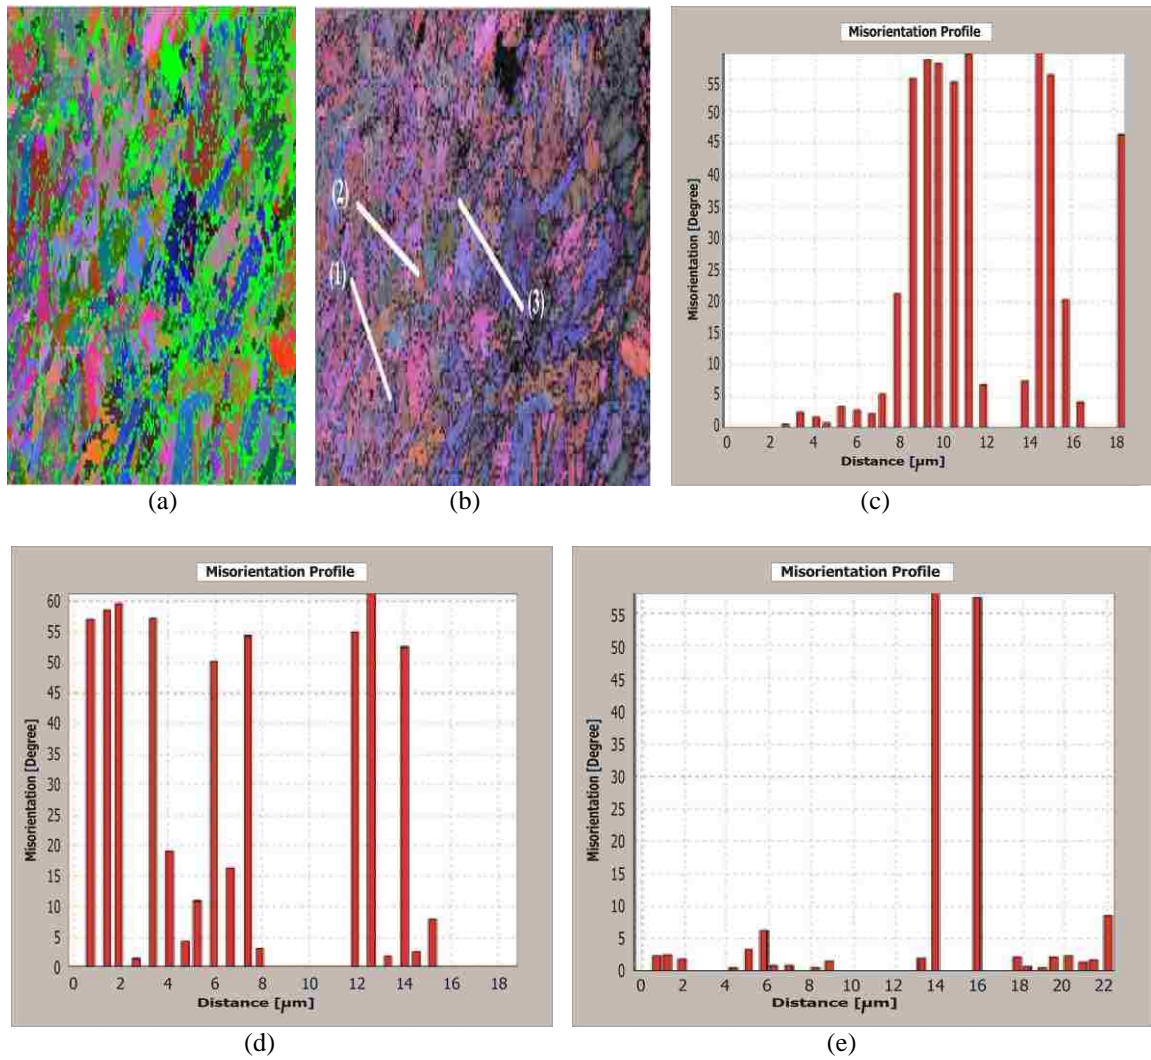 (2)
(1)
(3)
Misorientation Profile
Misorientation [Degree]
55
50
45
40
35
30
25
20
15
10
5
0
0 2 4 6 8 10 12 14 16 18
Distance [µm]
(a) (b) (c)
Misorientation Profile
Misorientation [Degree]
60
55
50
45
40
35
30
25
20
15
10
5
0
0 2 4 6 8 10 12 14 16 18
Distance [µm]
Misorientation Profile
Misorientation [Degree]
55
50
45
40
35
30
25
20
15
10
5
0
0 2 4 6 8 10 12 14 16 18 20 22
Distance [µm]
(d) (e)